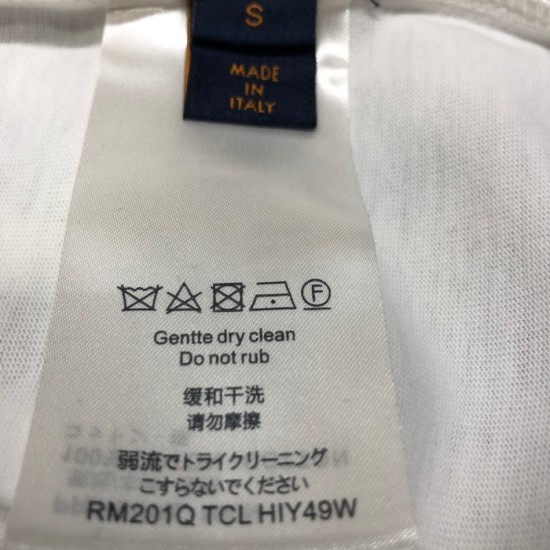 S
MADE
IN
ITALY
F
Gentte dry clean
Do not rub
缓和干洗
请勿摩擦
弱流でトライクリーニング
こすらないでください
RM201Q TCL HIY49W